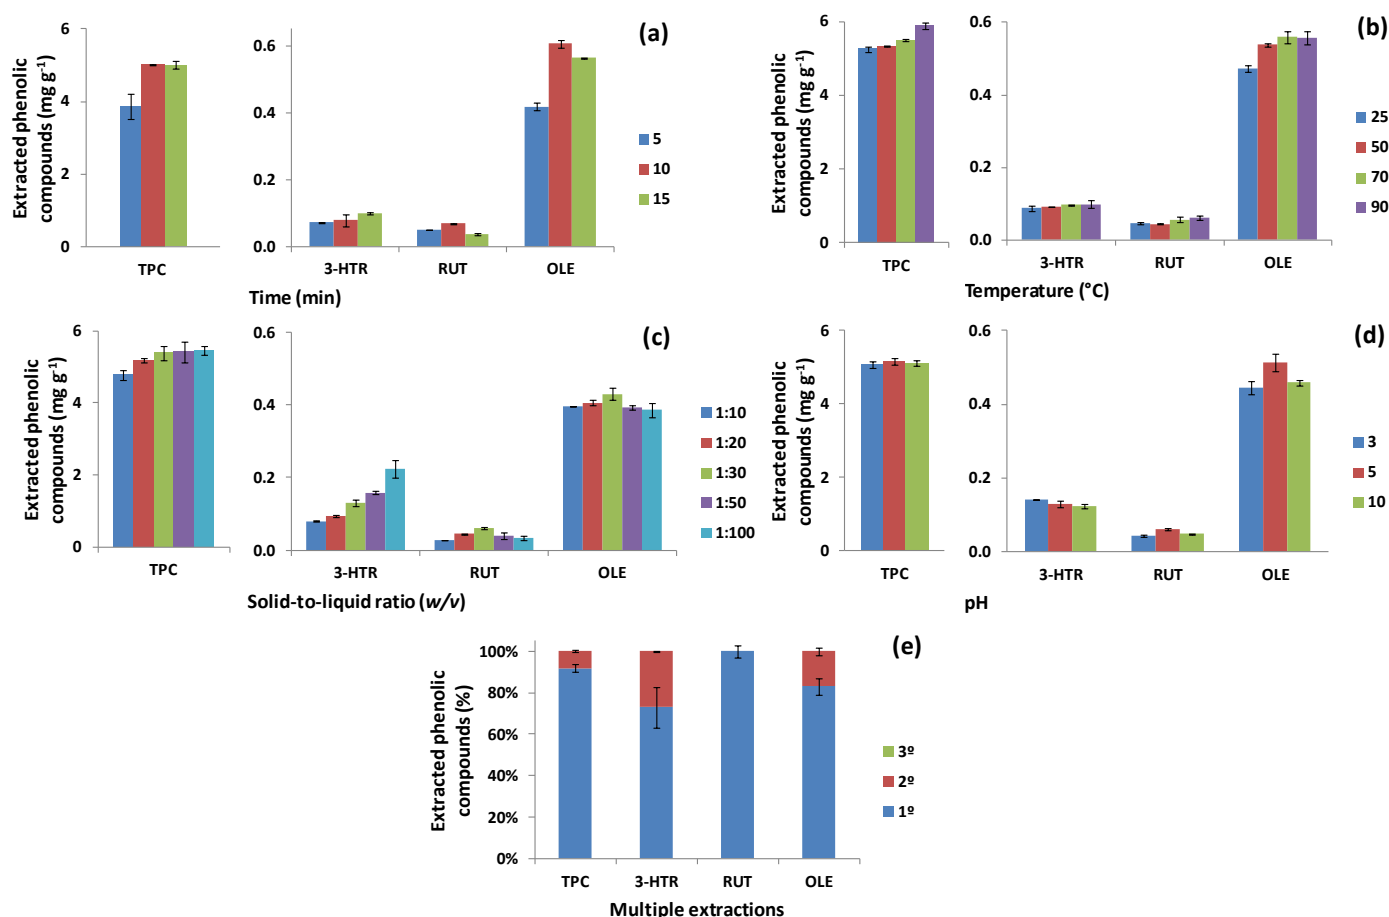 (a)
Extracted phenolic
compounds (mg g⁻¹)
6
4
2
0
TPC
0.6
0.4
0.2
0.0
3-HTR RUT OLE
Time (min)
5
10
15
(b)
Extracted phenolic
compounds (mg g⁻¹)
6
4
2
0
TPC
0.6
0.4
0.2
0.0
3-HTR RUT OLE
Temperature (°C)
25
50
70
90
(c)
Extracted phenolic
compounds (mg g⁻¹)
6
4
2
0
TPC
0.6
0.4
0.2
0.0
3-HTR RUT OLE
Solid-to-liquid ratio (w/v)
1:10
1:20
1:30
1:50
1:100
(d)
Extracted phenolic
compounds (mg g⁻¹)
6
4
2
0
TPC
0.6
0.4
0.2
0.0
3-HTR RUT OLE
pH
3
5
10
(e)
Extracted phenolic
compounds (%)
100%
80%
60%
40%
20%
0%
TPC 3-HTR RUT OLE
Multiple extractions
3º
2º
1º